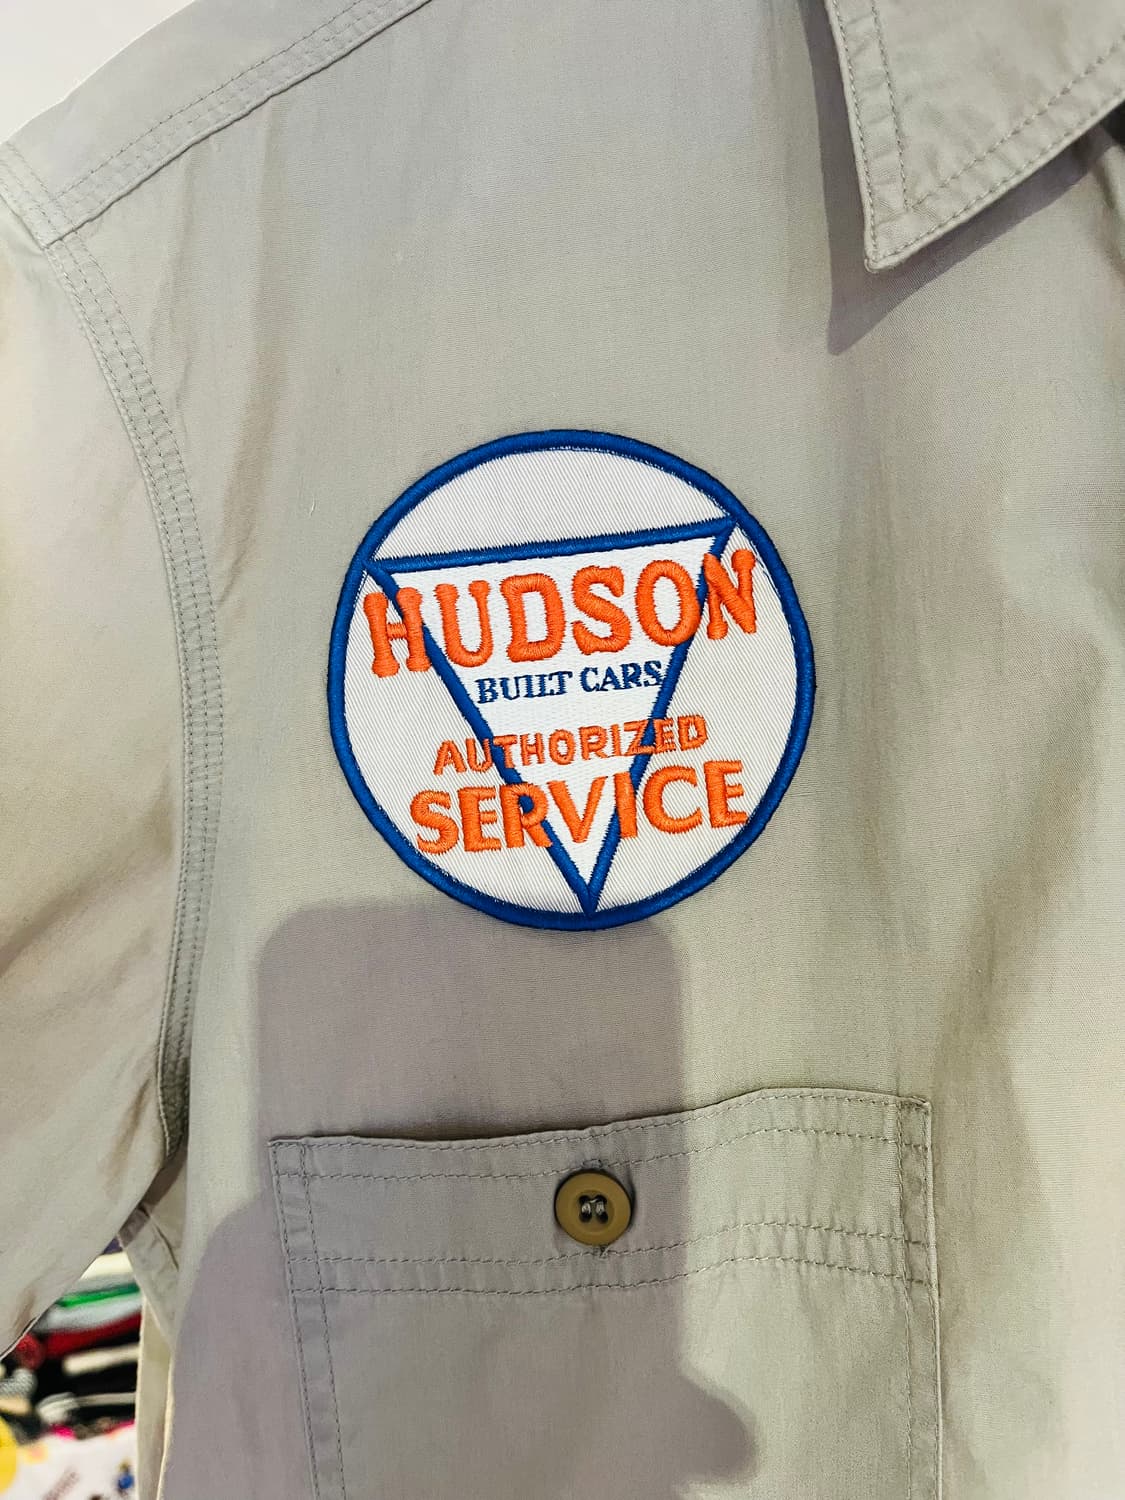 HUDSON
BUILT CARS
AUTHORIZED
SERVICE